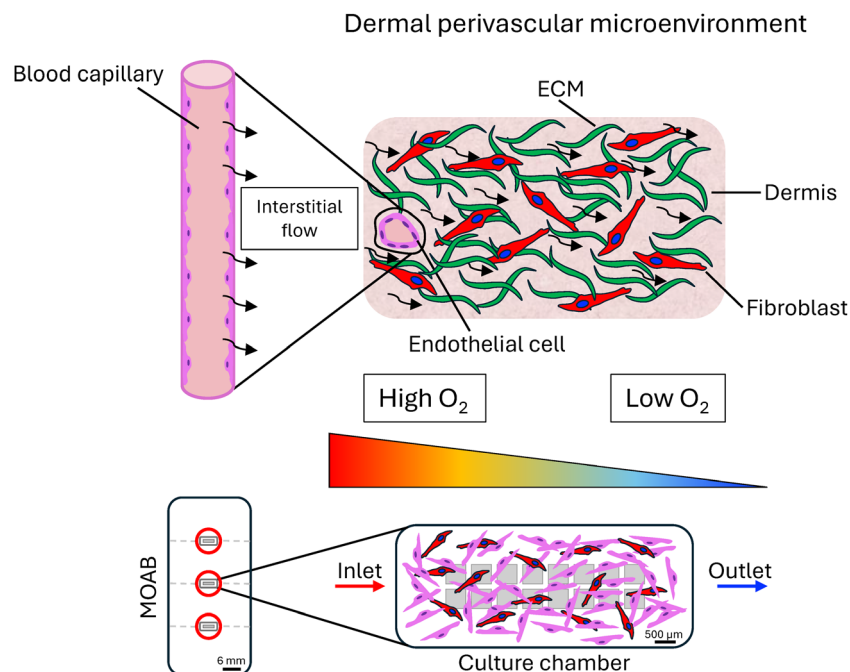 Dermal perivascular microenvironment
Blood capillary
ECM
Interstitial
flow
Dermis
Fibroblast
Endothelial cell
High O₂
Low O₂
MOAB
Inlet
Outlet
6 mm
500 µm
Culture chamber